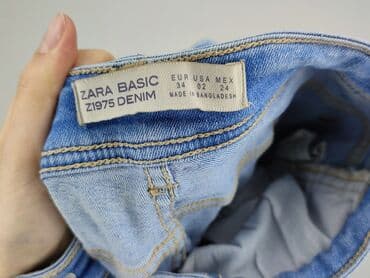 ZARA BASIC
Z1975 DENIM
EUR USA MEX
34 02 24
MADE IN BANGLADESH